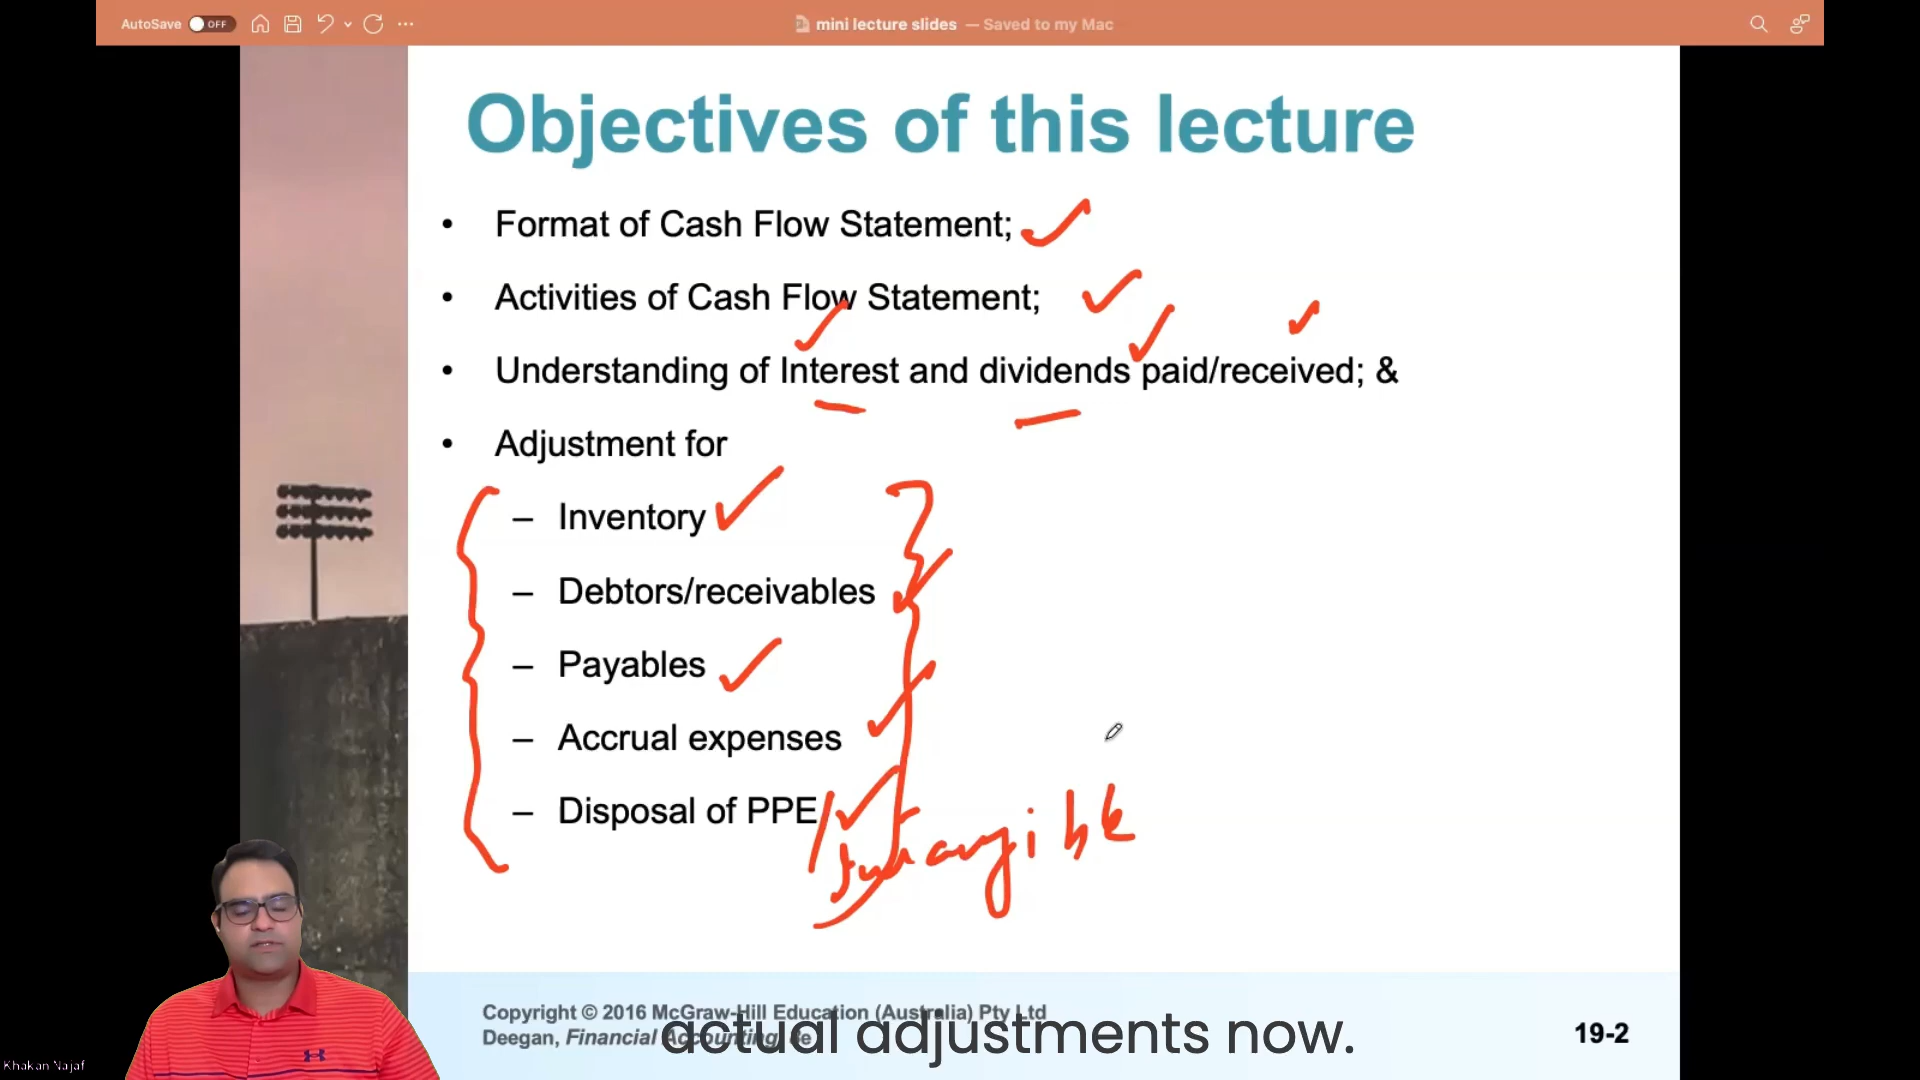 AutoSave OFF
mini lecture slides — Saved to my Mac
Objectives of this lecture
• Format of Cash Flow Statement;
• Activities of Cash Flow Statement;
• Understanding of Interest and dividends paid/received; &
• Adjustment for
– Inventory
– Debtors/receivables
– Payables
– Accrual expenses
– Disposal of PPE /
Intangible
Copyright © 2016 McGraw-Hill Education (Australia) Pty Ltd
Deegan, Financial Accounting, 8e
actual adjustments now.
19-2
Khakan Najaf